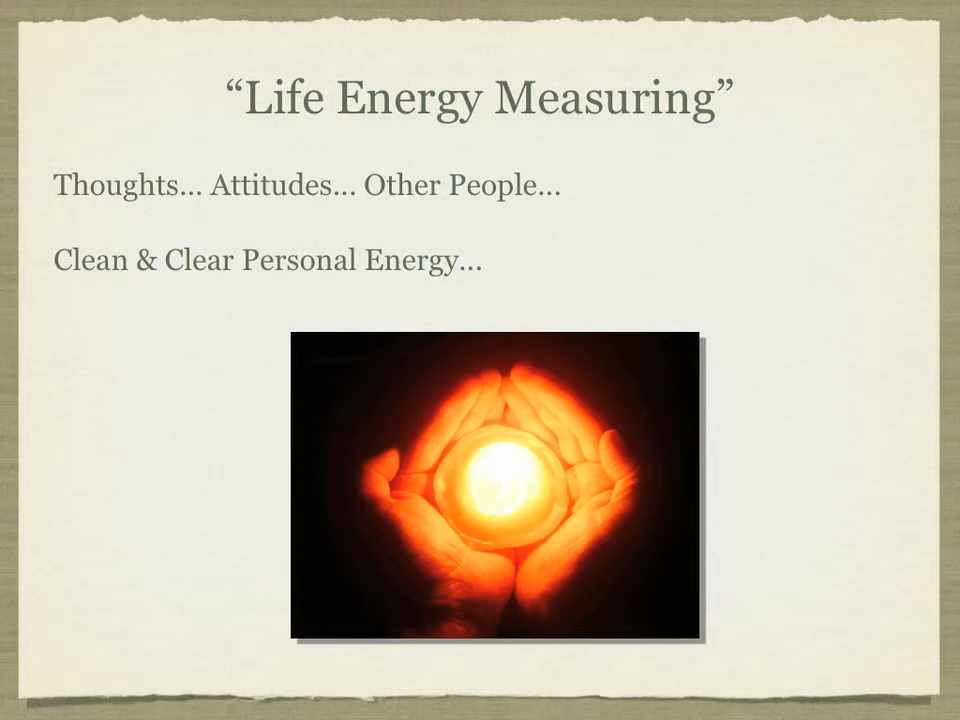 “Life Energy Measuring”
Thoughts... Attitudes... Other People...
Clean & Clear Personal Energy...